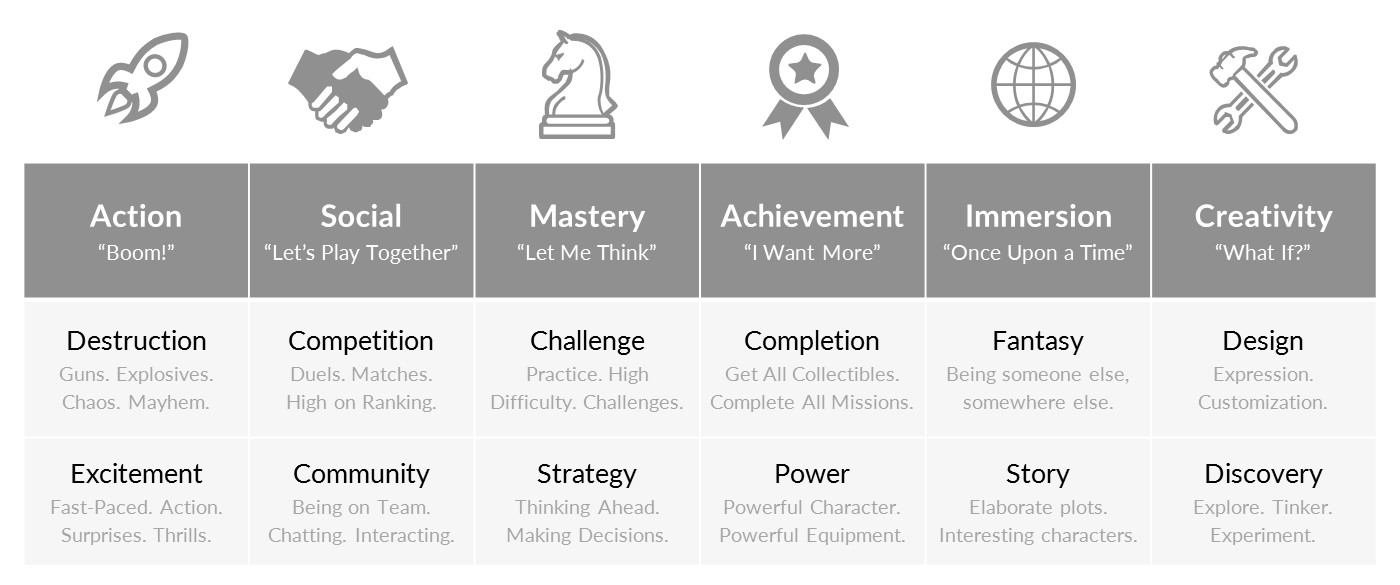 Action
“Boom!”
Social
“Let’s Play Together”
Mastery
“Let Me Think”
Achievement
“I Want More”
Immersion
“Once Upon a Time”
Creativity
“What If?”
Destruction
Guns. Explosives.
Chaos. Mayhem.
Competition
Duels. Matches.
High on Ranking.
Challenge
Practice. High
Difficulty. Challenges.
Completion
Get All Collectibles.
Complete All Missions.
Fantasy
Being someone else,
somewhere else.
Design
Expression.
Customization.
Excitement
Fast-Paced. Action.
Surprises. Thrills.
Community
Being on Team.
Chatting. Interacting.
Strategy
Thinking Ahead.
Making Decisions.
Power
Powerful Character.
Powerful Equipment.
Story
Elaborate plots.
Interesting characters.
Discovery
Explore. Tinker.
Experiment.